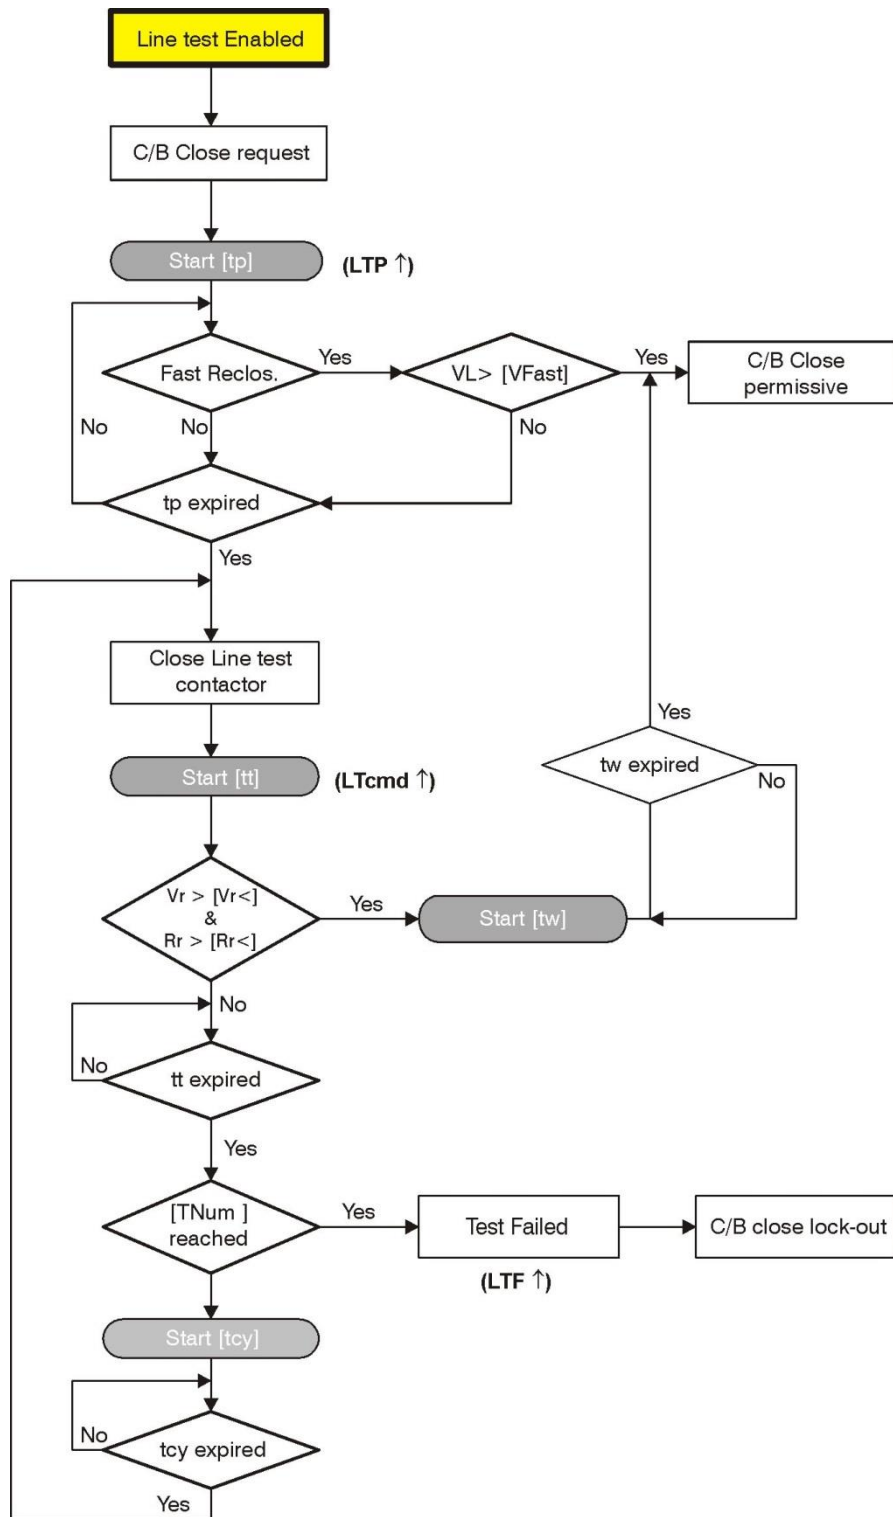 Line test Enabled
C/B Close request
Start [tp]
(LTP ↑)
Fast Reclos.
Yes
VL> [VFast]
Yes
C/B Close
permissive
No
No
No
tp expired
Yes
Close Line test
contactor
Start [tt]
(LTcmd ↑)
Yes
tw expired
No
Vr > [Vr<]
&
Rr > [Rr<]
Yes
Start [tw]
No
No
tt expired
Yes
[TNum ]
reached
Yes
Test Failed
C/B close lock-out
(LTF ↑)
Start [tcy]
No
tcy expired
Yes